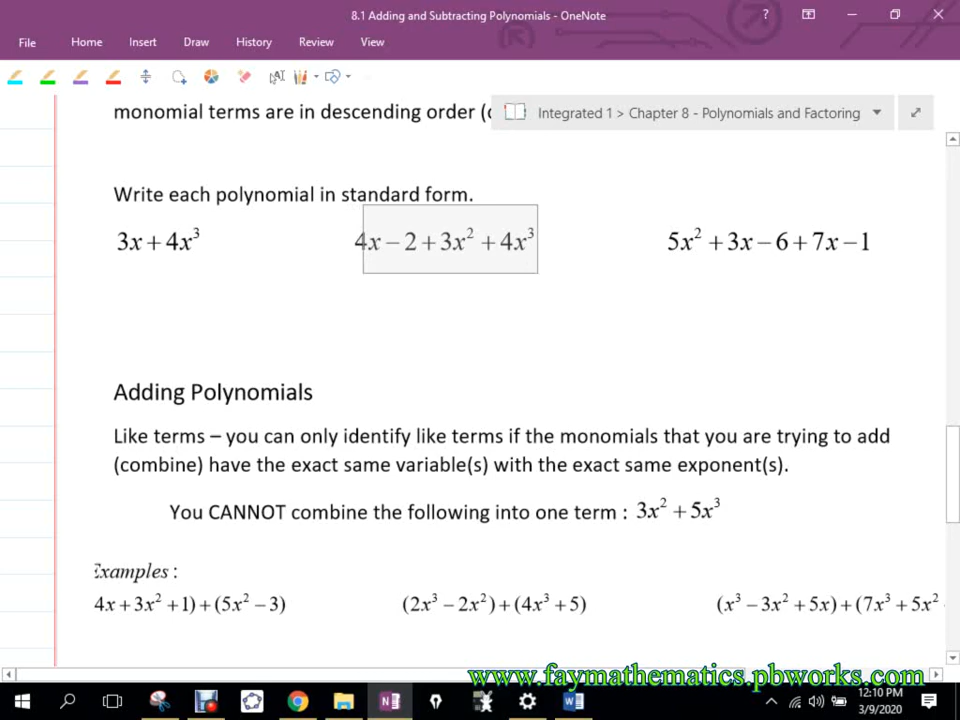 8.1 Adding and Subtracting Polynomials - OneNote
?
File Home Insert Draw History Review View
monomial terms are in descending order (
Integrated 1 > Chapter 8 - Polynomials and Factoring
Write each polynomial in standard form.
3x + 4x³ 4x − 2 + 3x² + 4x³ 5x² + 3x − 6 + 7x − 1
Adding Polynomials
Like terms – you can only identify like terms if the monomials that you are trying to add
(combine) have the exact same variable(s) with the exact same exponent(s).
You CANNOT combine the following into one term : 3x² + 5x³
Examples :
4x + 3x² + 1) + (5x² − 3) (2x³ − 2x²) + (4x³ + 5) (x³ − 3x² + 5x) + (7x³ + 5x²
www.faymathematics.pbworks.com
12:10 PM
3/9/2020